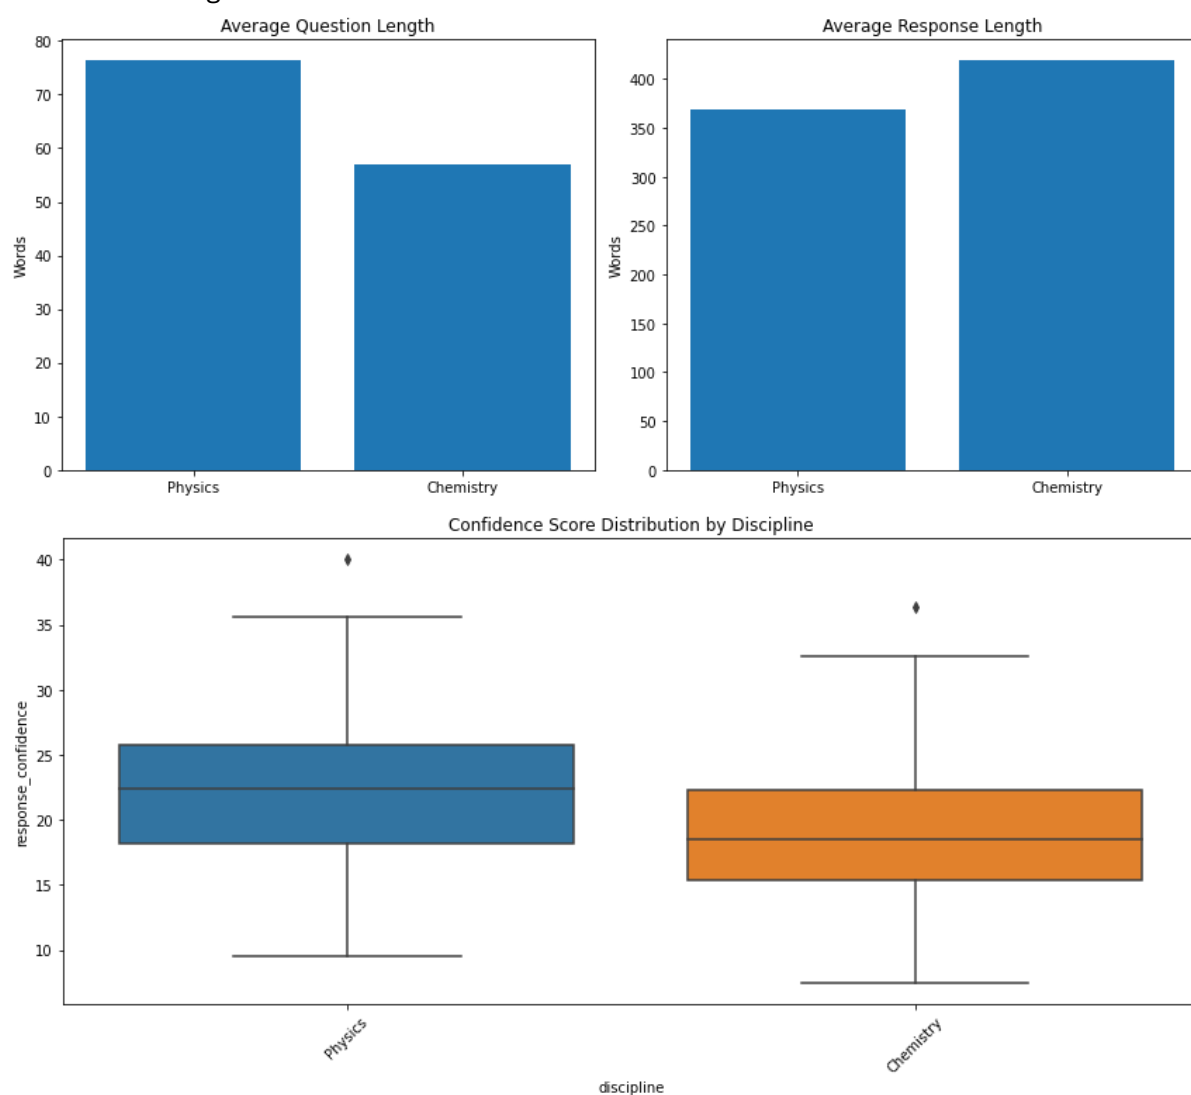 Average Question Length
80
70
60
50
40
30
20
10
0
Words
Physics Chemistry
Average Response Length
400
350
300
250
200
150
100
50
0
Words
Physics Chemistry
Confidence Score Distribution by Discipline
40
35
30
25
20
15
10
response_confidence
Physics Chemistry
discipline